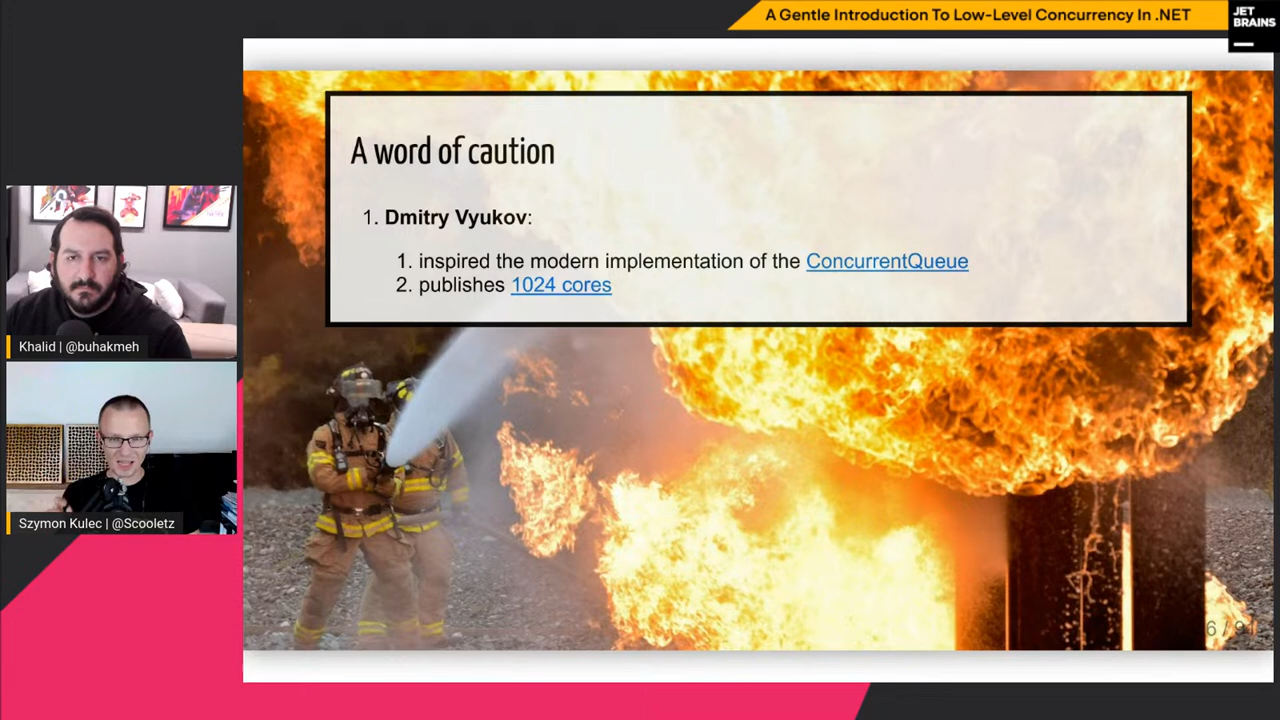 A Gentle Introduction To Low-Level Concurrency In .NET
JET
BRAINS
A word of caution
1. Dmitry Vyukov:
1. inspired the modern implementation of the ConcurrentQueue
2. publishes 1024 cores
Khalid | @buhakmeh
Szymon Kulec | @Scooletz